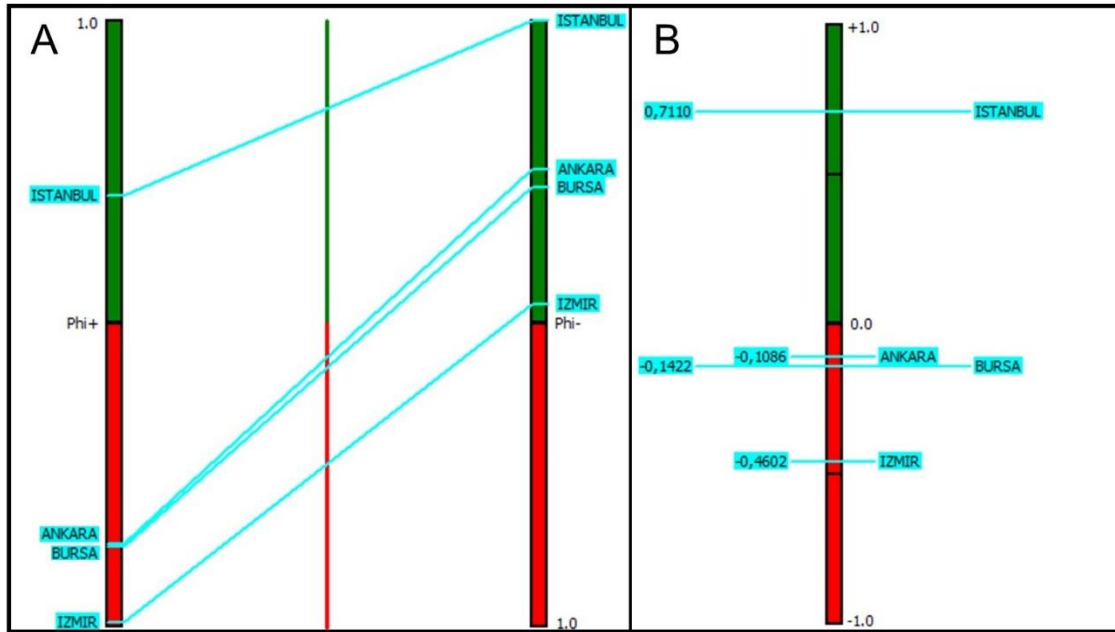 A
1.0
ISTANBUL
ISTANBUL
ANKARA
BURSA
IZMIR
Phi+
Phi-
ANKARA
BURSA
IZMIR
1.0
B
+1.0
0,7110
ISTANBUL
0.0
-0,1086
ANKARA
-0,1422
BURSA
-0,4602
IZMIR
-1.0